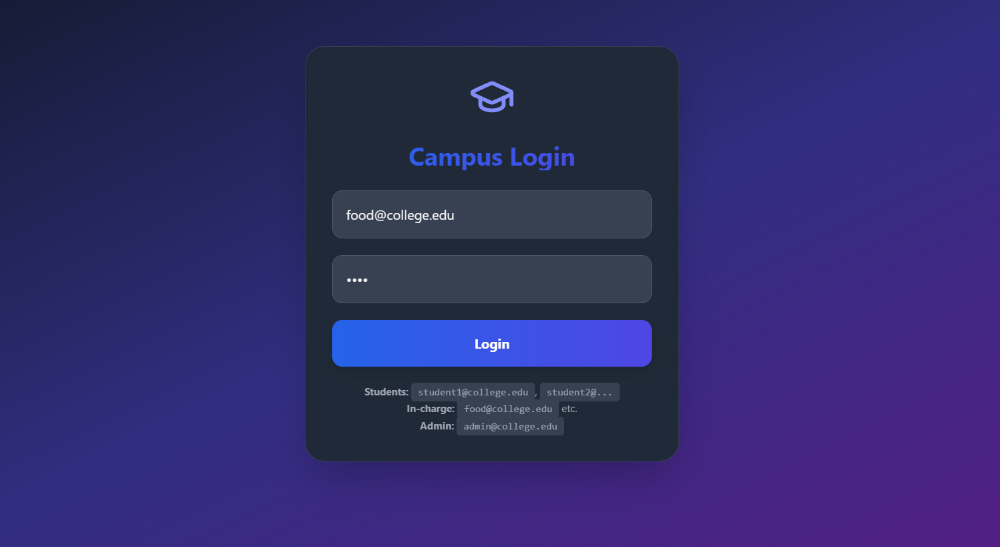 Campus Login
food@college.edu
••••
Login
Students: student1@college.edu, student2@...
In-charge: food@college.edu etc.
Admin: admin@college.edu